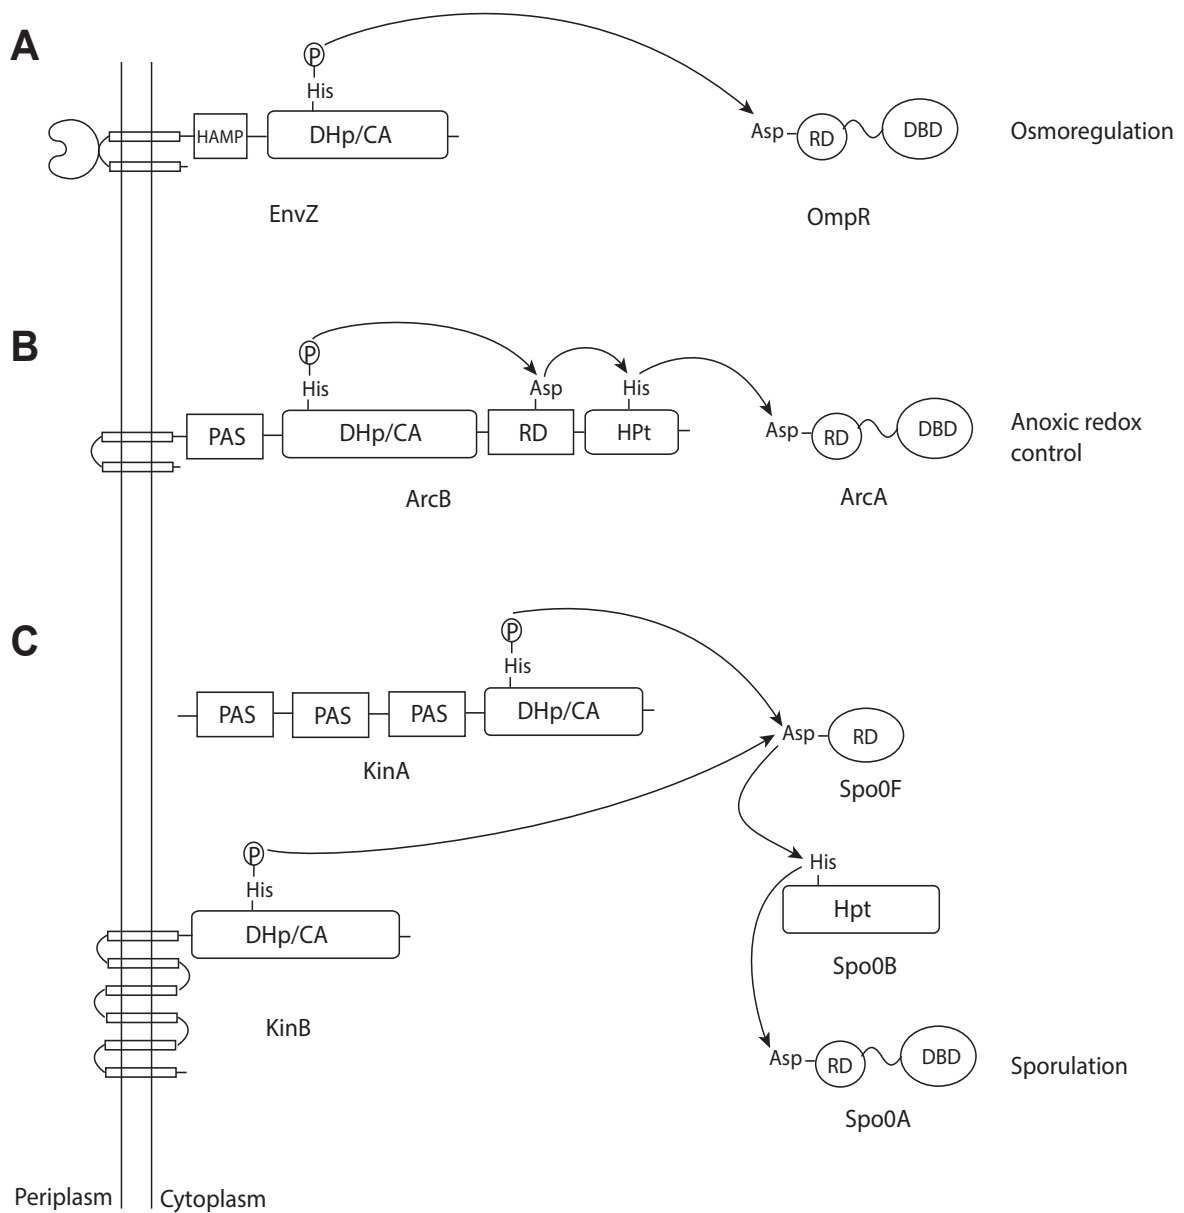 A
P
His
HAMP
DHp/CA
Asp
RD
DBD
Osmoregulation
EnvZ
OmpR
B
P
His
Asp
His
PAS
DHp/CA
RD
HPt
Asp
RD
DBD
Anoxic redox
control
ArcB
ArcA
C
P
His
PAS
PAS
PAS
DHp/CA
Asp
RD
KinA
Spo0F
P
His
His
DHp/CA
Hpt
Spo0B
KinB
Asp
RD
DBD
Sporulation
Spo0A
Periplasm
Cytoplasm